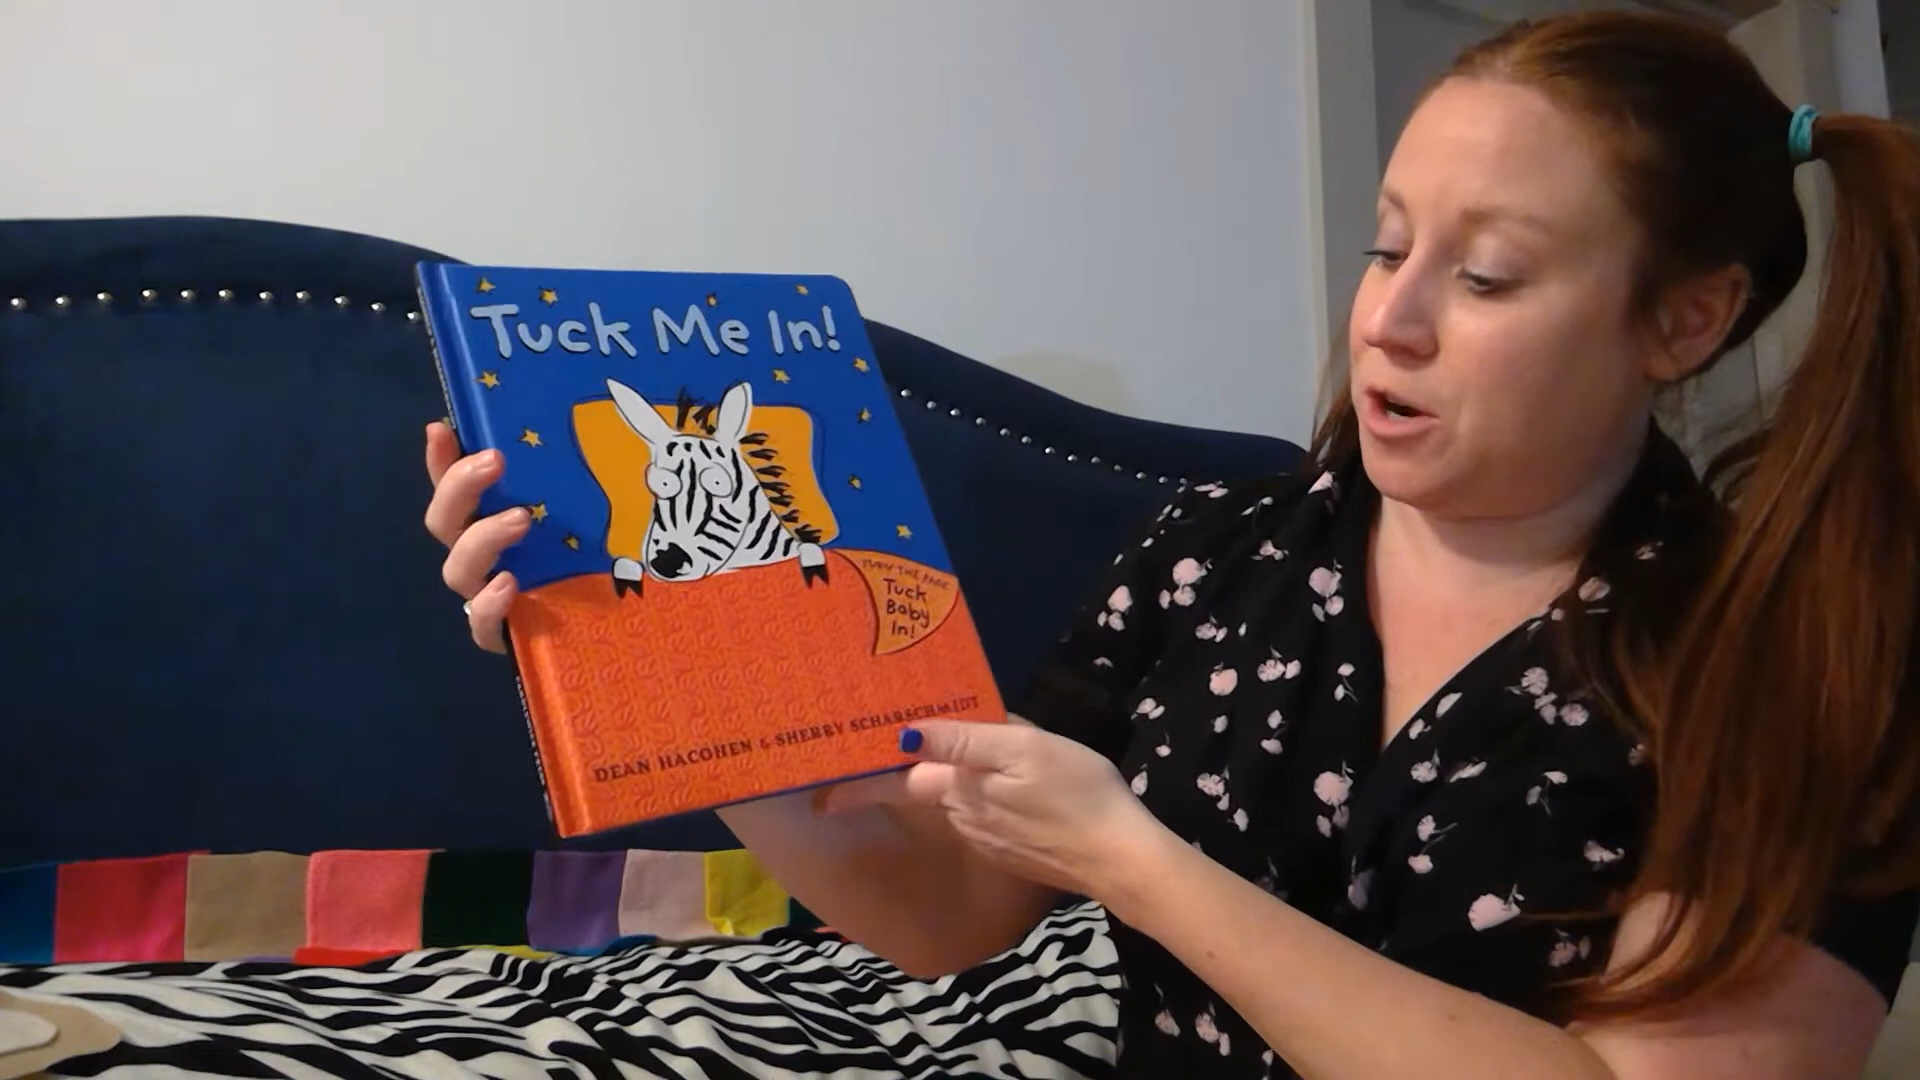 Tuck Me In!
TURN THE PAGE
Tuck
Baby
In!
DEAN HACOHEN & SHERRY SCHARSCHMIDT